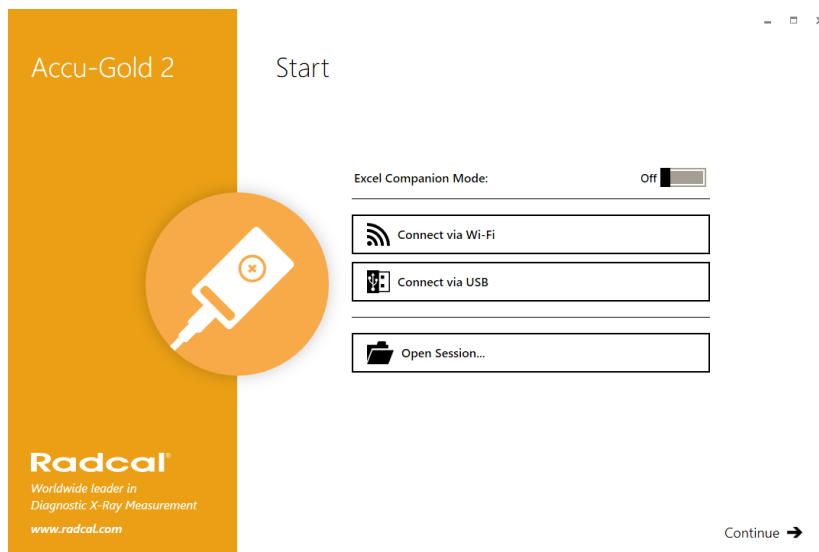 Accu-Gold 2
Start
Excel Companion Mode:
Off
Connect via Wi-Fi
Connect via USB
Open Session...
Radcal®
Worldwide leader in
Diagnostic X-Ray Measurement
www.radcal.com
Continue